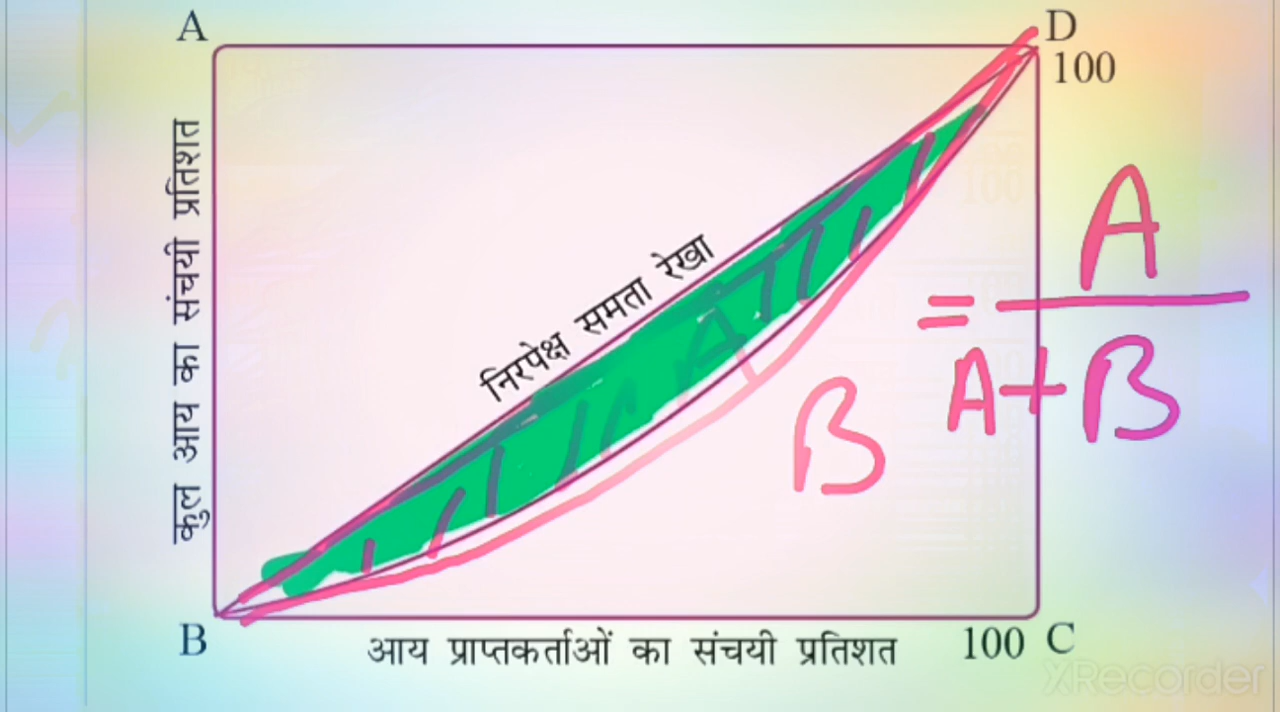 A
D
100
कुल आय का संचयी प्रतिशत
निरपेक्ष समता रेखा
A
B
= A
A+B
B
आय प्राप्तकर्ताओं का संचयी प्रतिशत
100 C
XRecorder